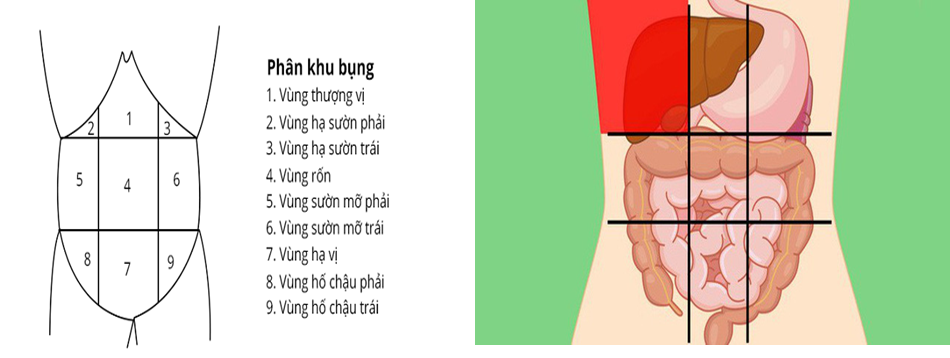 Phân khu bụng
1. Vùng thượng vị
2. Vùng hạ sườn phải
3. Vùng hạ sườn trái
4. Vùng rốn
5. Vùng sườn mỡ phải
6. Vùng sườn mỡ trái
7. Vùng hạ vị
8. Vùng hố chậu phải
9. Vùng hố chậu trái
2 1 3
5 4 6
8 7 9